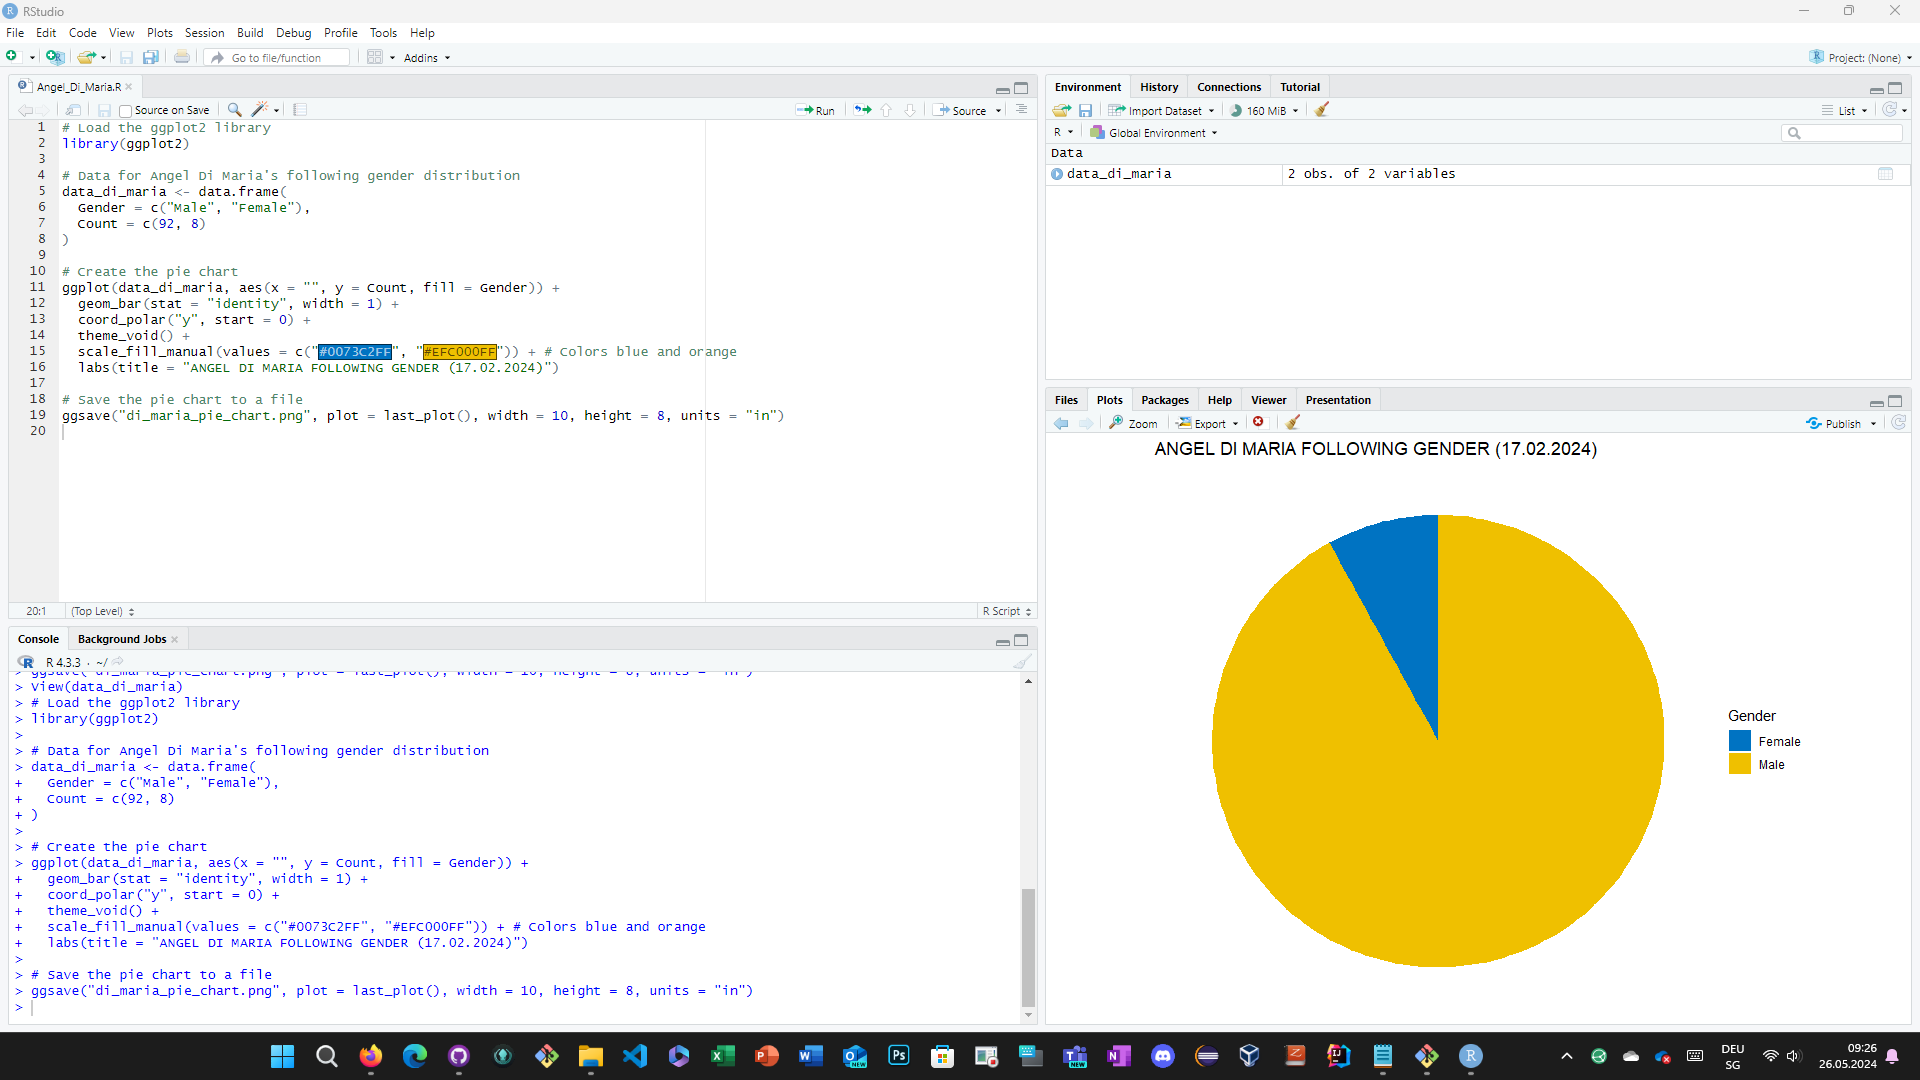 RStudio
File Edit Code View Plots Session Build Debug Profile Tools Help
Go to file/function Addins Project: (None)
Angel_Di_Maria.R
Source on Save Run Source
1 # Load the ggplot2 library
2 library(ggplot2)
3
4 # Data for Angel Di Maria's following gender distribution
5 data_di_maria <- data.frame(
6 Gender = c("Male", "Female"),
7 Count = c(92, 8)
8 )
9
10 # Create the pie chart
11 ggplot(data_di_maria, aes(x = "", y = Count, fill = Gender)) +
12 geom_bar(stat = "identity", width = 1) +
13 coord_polar("y", start = 0) +
14 theme_void() +
15 scale_fill_manual(values = c("#0073C2FF", "#EFC000FF")) + # Colors blue and orange
16 labs(title = "ANGEL DI MARIA FOLLOWING GENDER (17.02.2024)")
17
18 # Save the pie chart to a file
19 ggsave("di_maria_pie_chart.png", plot = last_plot(), width = 10, height = 8, units = "in")
20
20:1 (Top Level) R Script
Console Background Jobs
R 4.3.3 · ~/
> ggsave("di_maria_pie_chart.png", plot = last_plot(), width = 10, height = 8, units = "in")
> View(data_di_maria)
> # Load the ggplot2 library
> library(ggplot2)
>
> # Data for Angel Di Maria's following gender distribution
> data_di_maria <- data.frame(
+ Gender = c("Male", "Female"),
+ Count = c(92, 8)
+ )
>
> # Create the pie chart
> ggplot(data_di_maria, aes(x = "", y = Count, fill = Gender)) +
+ geom_bar(stat = "identity", width = 1) +
+ coord_polar("y", start = 0) +
+ theme_void() +
+ scale_fill_manual(values = c("#0073C2FF", "#EFC000FF")) + # Colors blue and orange
+ labs(title = "ANGEL DI MARIA FOLLOWING GENDER (17.02.2024)")
>
> # Save the pie chart to a file
> ggsave("di_maria_pie_chart.png", plot = last_plot(), width = 10, height = 8, units = "in")
>
Environment History Connections Tutorial
Import Dataset 160 MiB List
R Global Environment
Data
data_di_maria 2 obs. of 2 variables
Files Plots Packages Help Viewer Presentation
Zoom Export Publish
ANGEL DI MARIA FOLLOWING GENDER (17.02.2024)
Gender
Female
Male
DEU
SG
09:26
26.05.2024